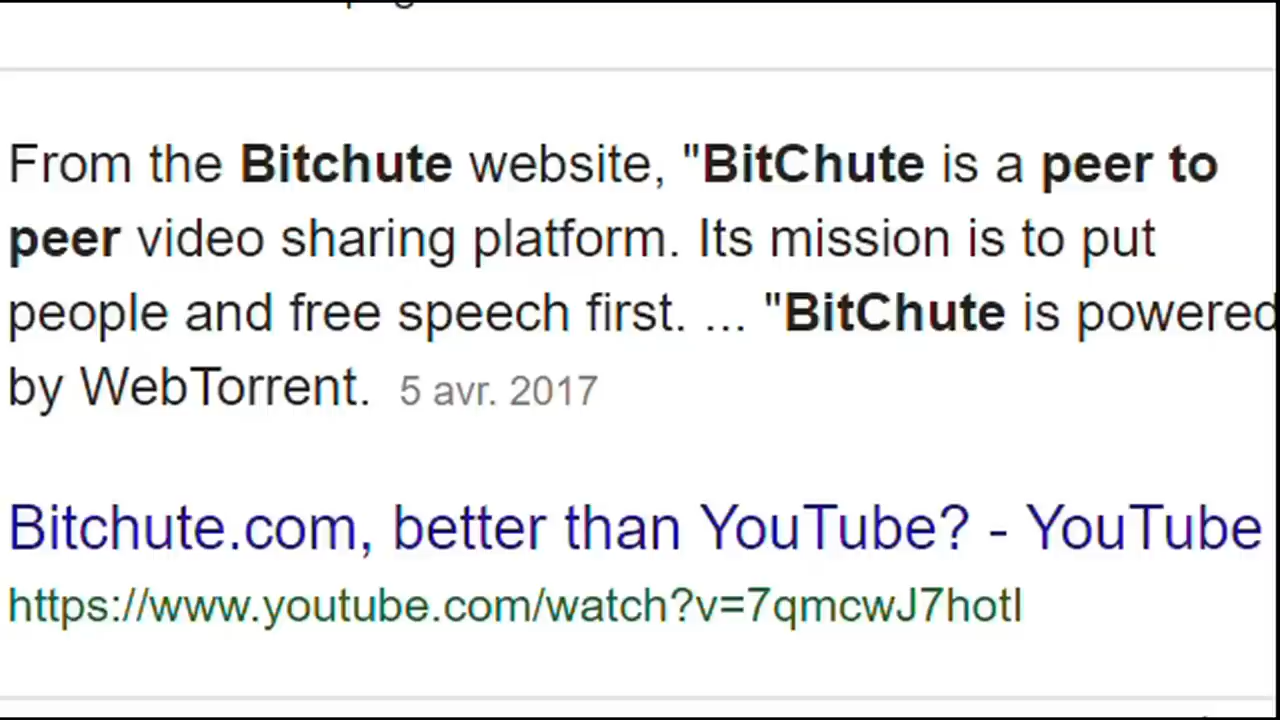 From the Bitchute website, "BitChute is a peer to
peer video sharing platform. Its mission is to put
people and free speech first. ... "BitChute is powered
by WebTorrent. 5 avr. 2017
Bitchute.com, better than YouTube? - YouTube
https://www.youtube.com/watch?v=7qmcwJ7hotI